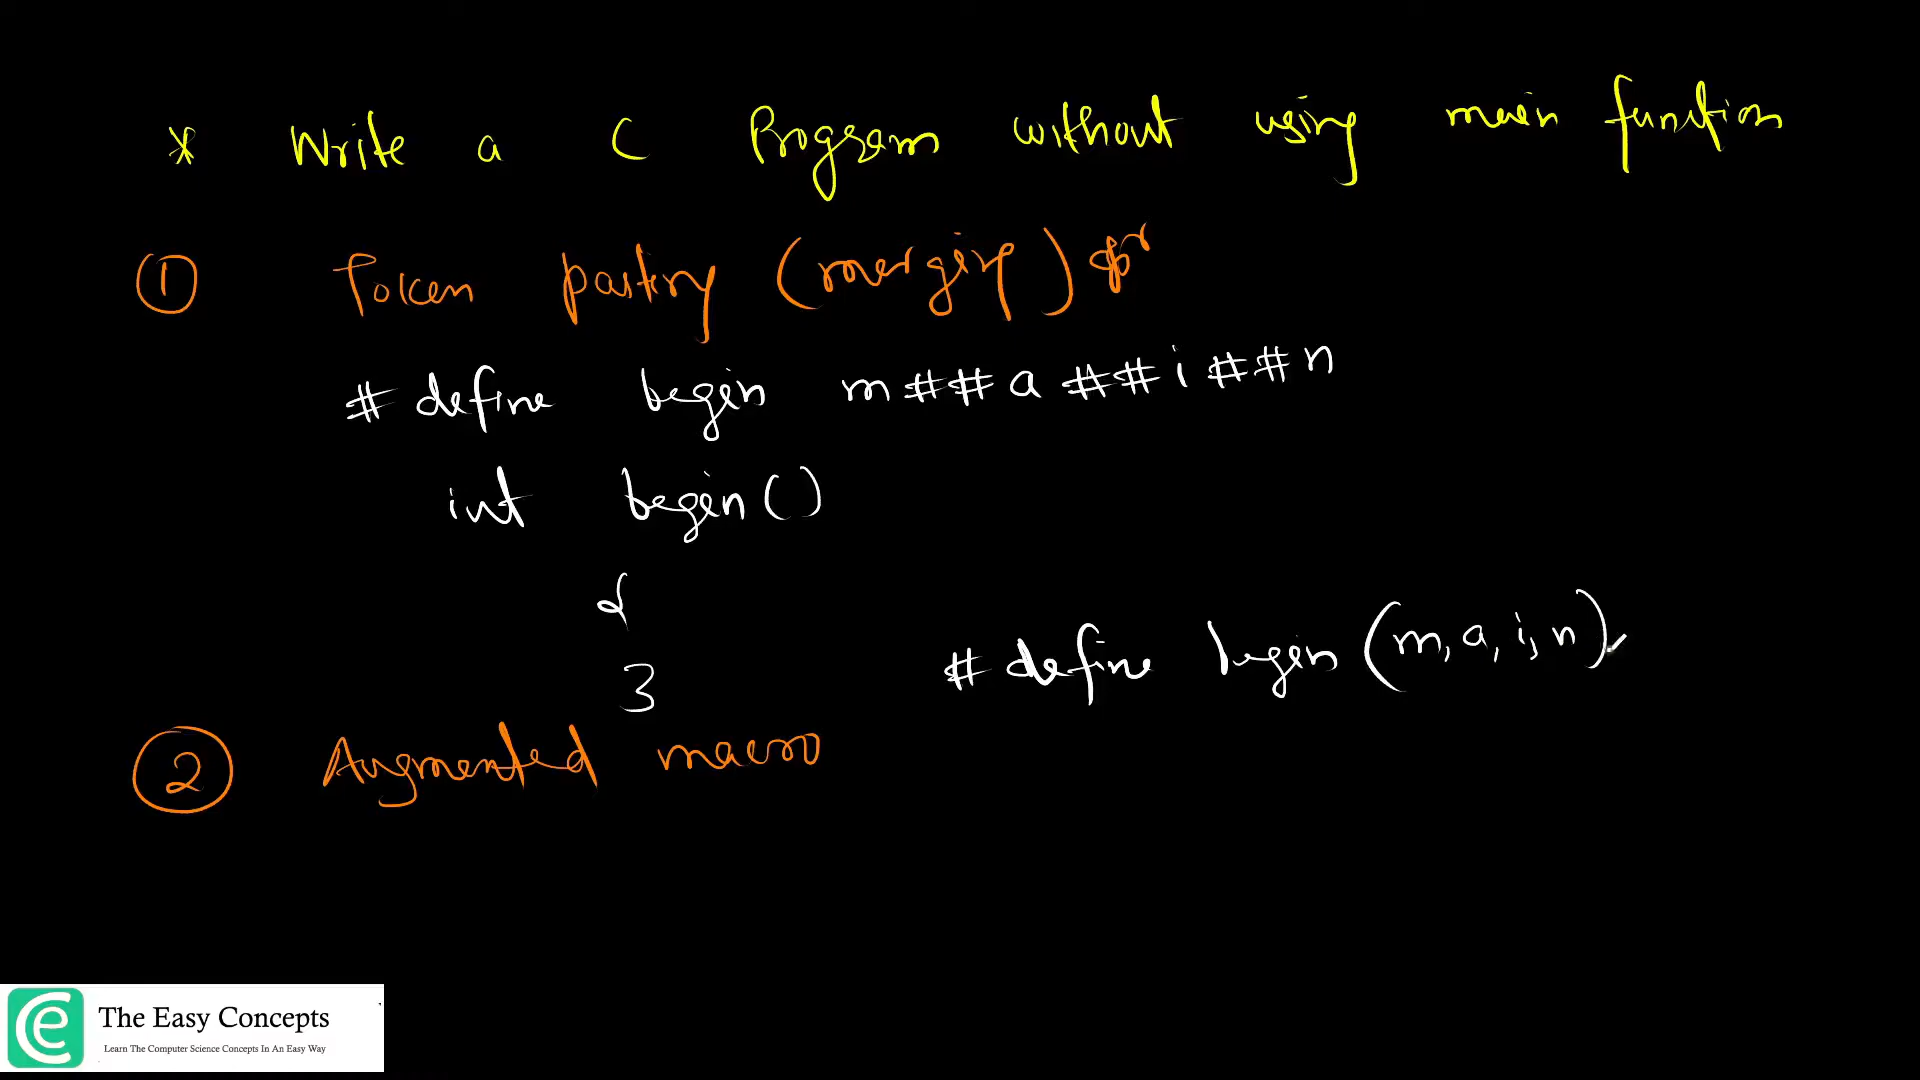 * Write a C Program without using main function
① Token pasting (merging) opr
# define begin m##a##i##n
int begin()
{
}
# define begin (m,a,i,n)
② Augmented macro
The Easy Concepts
Learn The Computer Science Concepts In An Easy Way